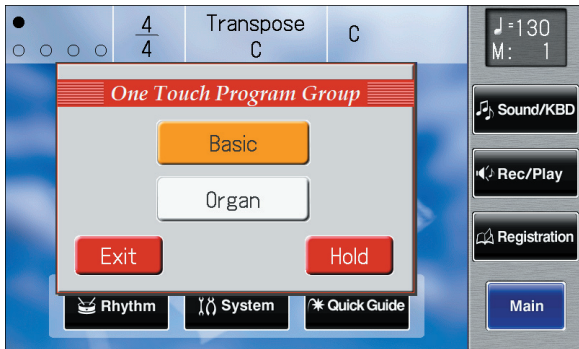 4
4
Transpose
C
C
♩=130
M: 1
One Touch Program Group
Basic
Organ
Exit
Hold
Sound/KBD
Rec/Play
Registration
Rhythm
System
Quick Guide
Main